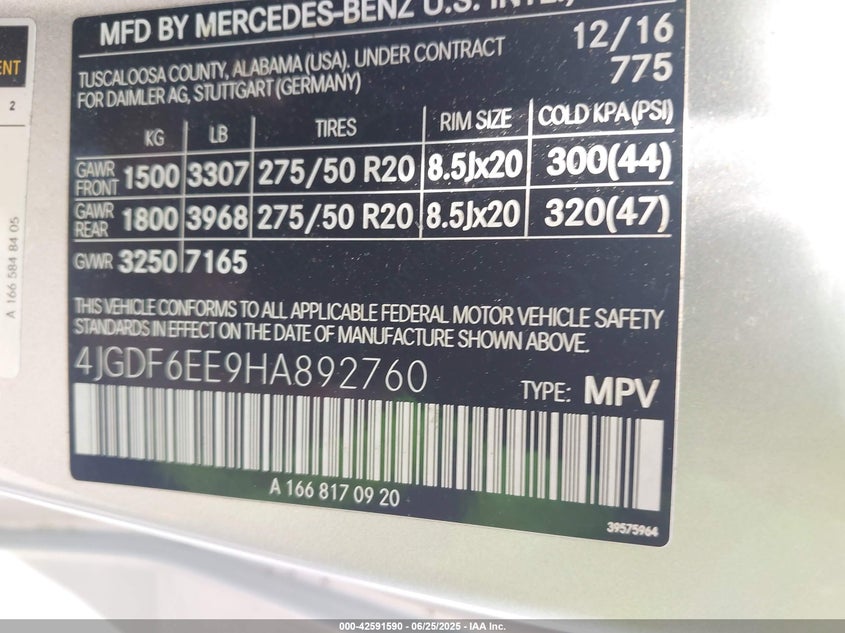 MFD BY MERCEDES-BENZ U.S. INT'L,
12/16
TUSCALOOSA COUNTY, ALABAMA (USA). UNDER CONTRACT
775
FOR DAIMLER AG, STUTTGART (GERMANY)
KG LB TIRES RIM SIZE COLD KPA(PSI)
GAWR FRONT 1500 3307 275/50 R20 8.5Jx20 300(44)
GAWR REAR 1800 3968 275/50 R20 8.5Jx20 320(47)
GVWR 3250 7165
THIS VEHICLE CONFORMS TO ALL APPLICABLE FEDERAL MOTOR VEHICLE SAFETY
STANDARDS IN EFFECT ON THE DATE OF MANUFACTURE SHOWN ABOVE.
4JGDF6EE9HA892760
TYPE: MPV
A 166 817 09 20
39575964
2
A 166 584 84 05
000-42591590 - 06/25/2025 - IAA Inc.